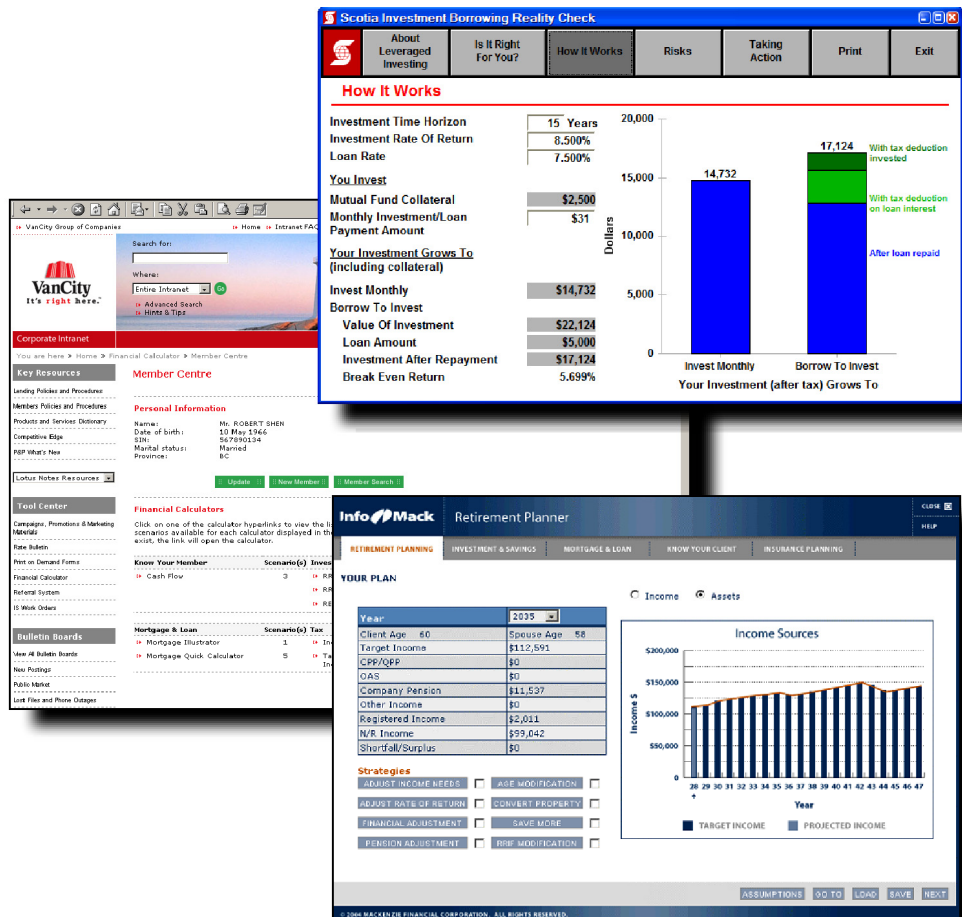 Scotia Investment Borrowing Reality Check
About Leveraged Investing
Is It Right For You?
How It Works
Risks
Taking Action
Print
Exit
How It Works
Investment Time Horizon 15 Years
Investment Rate Of Return 8.500%
Loan Rate 7.500%
You Invest
Mutual Fund Collateral $2,500
Monthly Investment/Loan Payment Amount $31
Your Investment Grows To
(including collateral)
Invest Monthly $14,732
Borrow To Invest
Value Of Investment $22,124
Loan Amount $5,000
Investment After Repayment $17,124
Break Even Return 5.699%
20,000
15,000
10,000
5,000
0
Dollars
14,732
17,124
With tax deduction invested
With tax deduction on loan interest
After loan repaid
Invest Monthly
Borrow To Invest
Your Investment (after tax) Grows To
VanCity Group of Companies
Home
Intranet FAQ
VanCity
It's right here.
Search for:
Where:
Entire Intranet
Go
Advanced Search
Hints & Tips
Corporate Intranet
You are here > Home > Financial Calculator > Member Centre
Key Resources
Lending Policies and Procedures
Members Policies and Procedures
Products and Services Dictionary
Competitive Edge
P&P What's New
Lotus Notes Resources
Tool Center
Campaigns, Promotions & Marketing Materials
Rate Bulletin
Print on Demand Forms
Financial Calculator
Referral System
IS Work Orders
Bulletin Boards
View All Bulletin Boards
New Postings
Public Market
Lost Files and Phone Outages
Member Centre
Personal Information
Name: Mr. ROBERT SHEN
Date of birth: 10 May 1966
SIN: 567890134
Marital status: Married
Province: BC
Update
New Member
Member Search
Financial Calculators
Click on one of the calculator hyperlinks to view the
scenarios available for each calculator displayed in the
exist, the link will open the calculator.
Know Your Member Scenario(s)
Cash Flow 3
Mortgage & Loan Scenario(s) Tax
Mortgage Illustrator 1
Mortgage Quick Calculator 5
InfoMack
Retirement Planner
CLOSE
HELP
RETIREMENT PLANNING
INVESTMENT & SAVINGS
MORTGAGE & LOAN
KNOW YOUR CLIENT
INSURANCE PLANNING
YOUR PLAN
Income
Assets
Year 2035
Client Age 60 Spouse Age 58
Target Income $112,591
CPP/QPP $0
OAS $0
Company Pension $11,537
Other Income $0
Registered Income $2,011
N/R Income $99,042
Shortfall/Surplus $0
Strategies
ADJUST INCOME NEEDS
AGE MODIFICATION
ADJUST RATE OF RETURN
CONVERT PROPERTY
FINANCIAL ADJUSTMENT
SAVE MORE
PENSION ADJUSTMENT
RRIF MODIFICATION
Income Sources
$200,000
$150,000
$100,000
$50,000
0
Income $
28 29 30 31 32 33 34 35 36 37 38 39 40 41 42 43 44 45 46 47
Year
TARGET INCOME
PROJECTED INCOME
ASSUMPTIONS
GO TO
LOAD
SAVE
NEXT
© 2004 MACKENZIE FINANCIAL CORPORATION. ALL RIGHTS RESERVED.